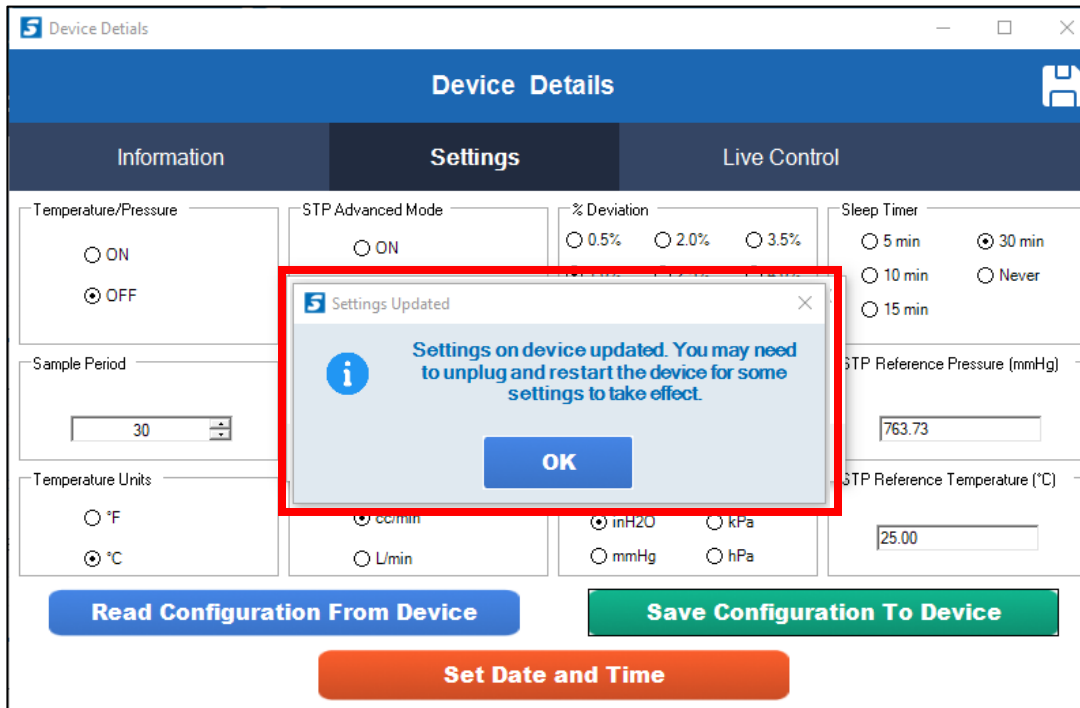 Device Detials
Device Details
Information Settings Live Control
Temperature/Pressure
ON
OFF
STP Advanced Mode
ON
% Deviation
0.5% 2.0% 3.5%
Sleep Timer
5 min 30 min
10 min Never
15 min
Settings Updated
Settings on device updated. You may need
to unplug and restart the device for some
settings to take effect.
OK
Sample Period
30
STP Reference Pressure (mmHg)
763.73
Temperature Units
°F
°C
cc/min
L/min
inH2O kPa
mmHg hPa
STP Reference Temperature (°C)
25.00
Read Configuration From Device Save Configuration To Device
Set Date and Time